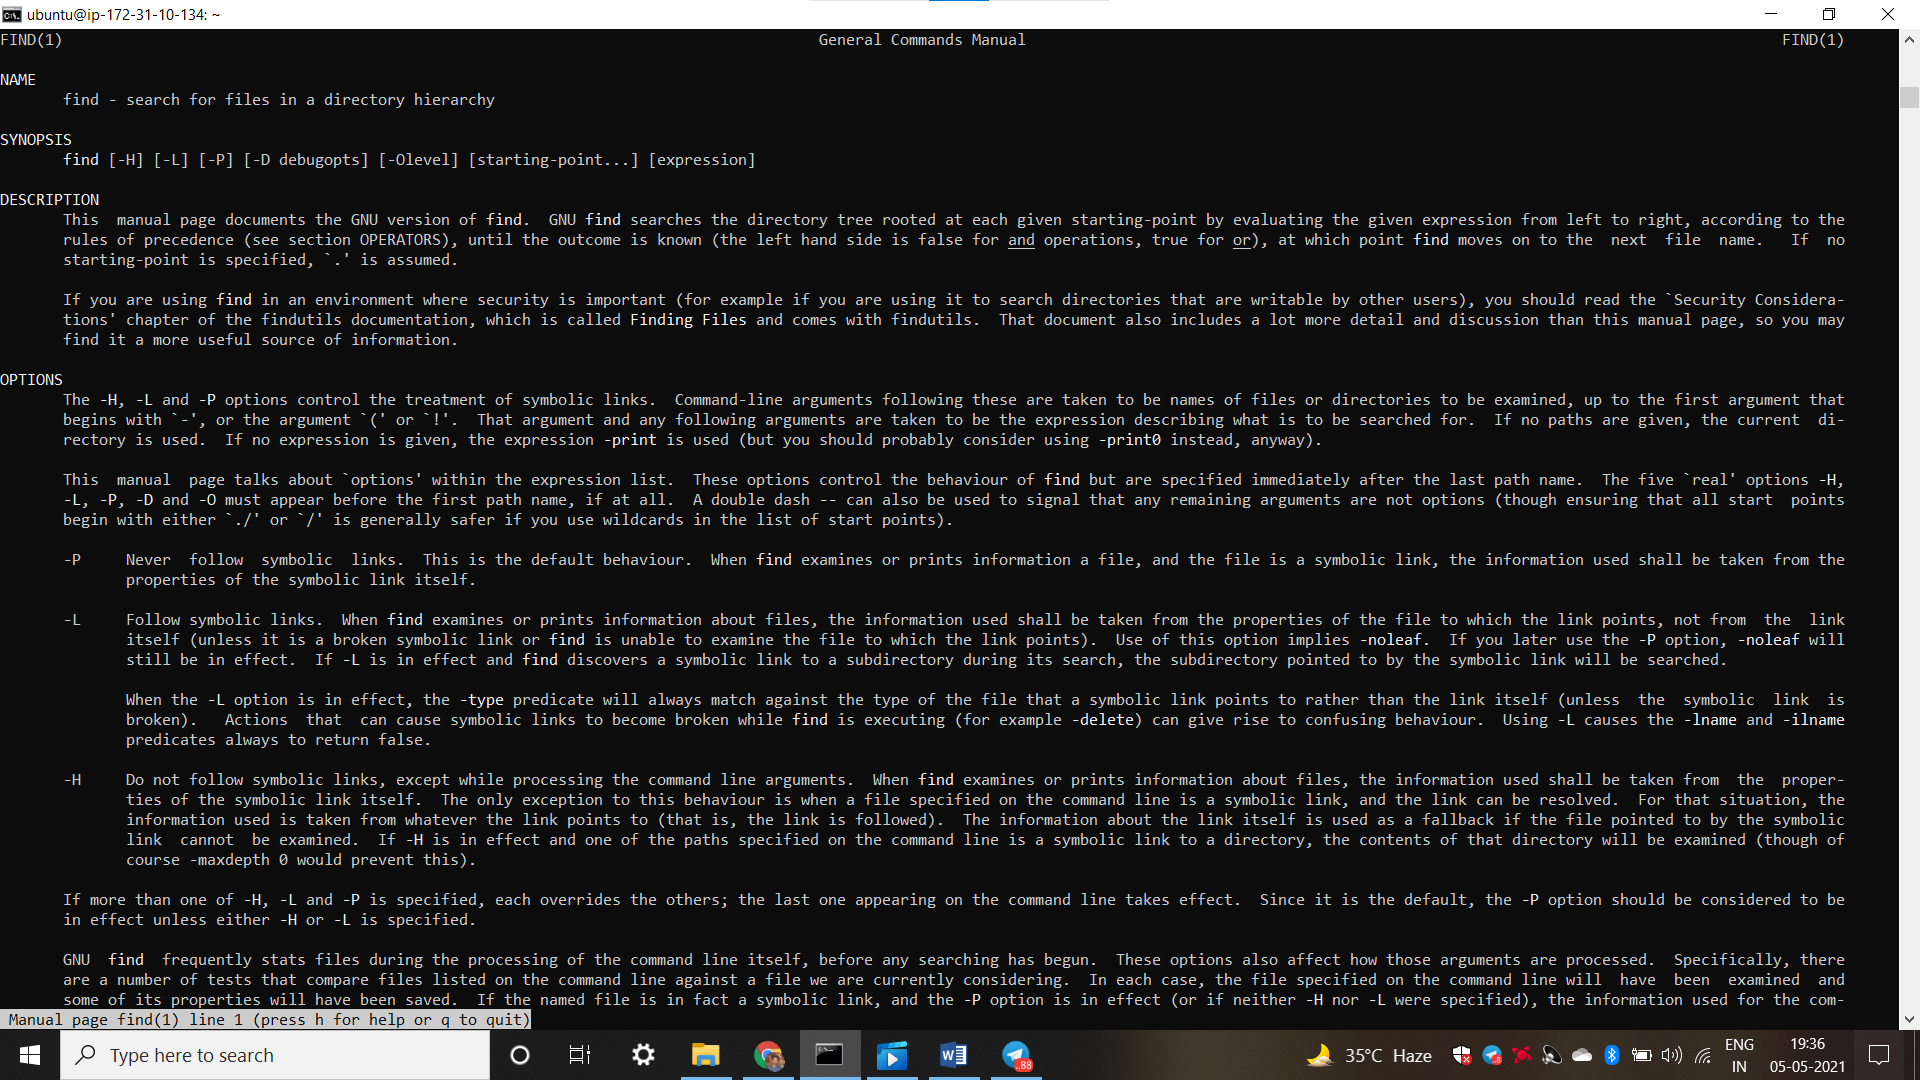 ubuntu@ip-172-31-10-134: ~
FIND(1) General Commands Manual FIND(1)
NAME
find - search for files in a directory hierarchy
SYNOPSIS
find [-H] [-L] [-P] [-D debugopts] [-Olevel] [starting-point...] [expression]
DESCRIPTION
This manual page documents the GNU version of find. GNU find searches the directory tree rooted at each given starting-point by evaluating the given expression from left to right, according to the
rules of precedence (see section OPERATORS), until the outcome is known (the left hand side is false for and operations, true for or), at which point find moves on to the next file name. If no
starting-point is specified, `.' is assumed.
If you are using find in an environment where security is important (for example if you are using it to search directories that are writable by other users), you should read the `Security Considera-
tions' chapter of the findutils documentation, which is called Finding Files and comes with findutils. That document also includes a lot more detail and discussion than this manual page, so you may
find it a more useful source of information.
OPTIONS
The -H, -L and -P options control the treatment of symbolic links. Command-line arguments following these are taken to be names of files or directories to be examined, up to the first argument that
begins with `-', or the argument `(' or `!'. That argument and any following arguments are taken to be the expression describing what is to be searched for. If no paths are given, the current di-
rectory is used. If no expression is given, the expression -print is used (but you should probably consider using -print0 instead, anyway).
This manual page talks about `options' within the expression list. These options control the behaviour of find but are specified immediately after the last path name. The five `real' options -H,
-L, -P, -D and -O must appear before the first path name, if at all. A double dash -- can also be used to signal that any remaining arguments are not options (though ensuring that all start points
begin with either `./' or `/' is generally safer if you use wildcards in the list of start points).
-P Never follow symbolic links. This is the default behaviour. When find examines or prints information a file, and the file is a symbolic link, the information used shall be taken from the
properties of the symbolic link itself.
-L Follow symbolic links. When find examines or prints information about files, the information used shall be taken from the properties of the file to which the link points, not from the link
itself (unless it is a broken symbolic link or find is unable to examine the file to which the link points). Use of this option implies -noleaf. If you later use the -P option, -noleaf will
still be in effect. If -L is in effect and find discovers a symbolic link to a subdirectory during its search, the subdirectory pointed to by the symbolic link will be searched.
When the -L option is in effect, the -type predicate will always match against the type of the file that a symbolic link points to rather than the link itself (unless the symbolic link is
broken). Actions that can cause symbolic links to become broken while find is executing (for example -delete) can give rise to confusing behaviour. Using -L causes the -lname and -ilname
predicates always to return false.
-H Do not follow symbolic links, except while processing the command line arguments. When find examines or prints information about files, the information used shall be taken from the proper-
ties of the symbolic link itself. The only exception to this behaviour is when a file specified on the command line is a symbolic link, and the link can be resolved. For that situation, the
information used is taken from whatever the link points to (that is, the link is followed). The information about the link itself is used as a fallback if the file pointed to by the symbolic
link cannot be examined. If -H is in effect and one of the paths specified on the command line is a symbolic link to a directory, the contents of that directory will be examined (though of
course -maxdepth 0 would prevent this).
If more than one of -H, -L and -P is specified, each overrides the others; the last one appearing on the command line takes effect. Since it is the default, the -P option should be considered to be
in effect unless either -H or -L is specified.
GNU find frequently stats files during the processing of the command line itself, before any searching has begun. These options also affect how those arguments are processed. Specifically, there
are a number of tests that compare files listed on the command line against a file we are currently considering. In each case, the file specified on the command line will have been examined and
some of its properties will have been saved. If the named file is in fact a symbolic link, and the -P option is in effect (or if neither -H nor -L were specified), the information used for the com-
Manual page find(1) line 1 (press h for help or q to quit)
Type here to search
..88
35°C Haze
ENG
IN
19:36
05-05-2021